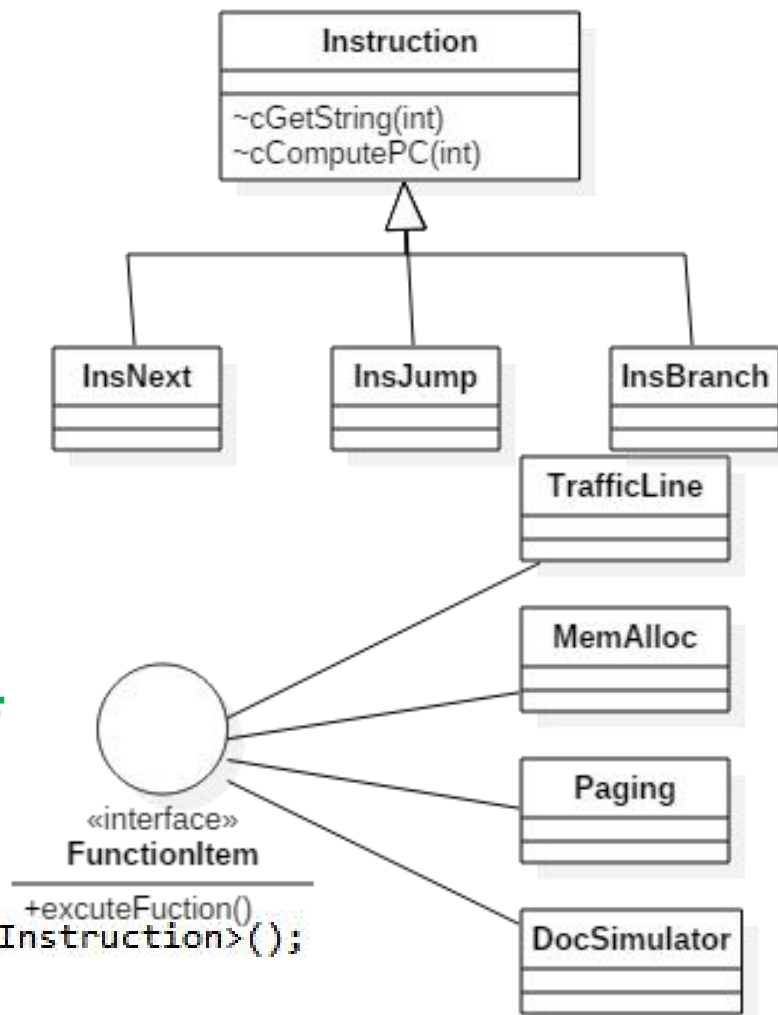 Instruction
~cGetString(int)
~cComputePC(int)
InsNext
InsJump
InsBranch
TrafficLine
MemAlloc
Paging
DocSimulator
«interface»
FunctionItem
+excuteFuction()
Instruction>();